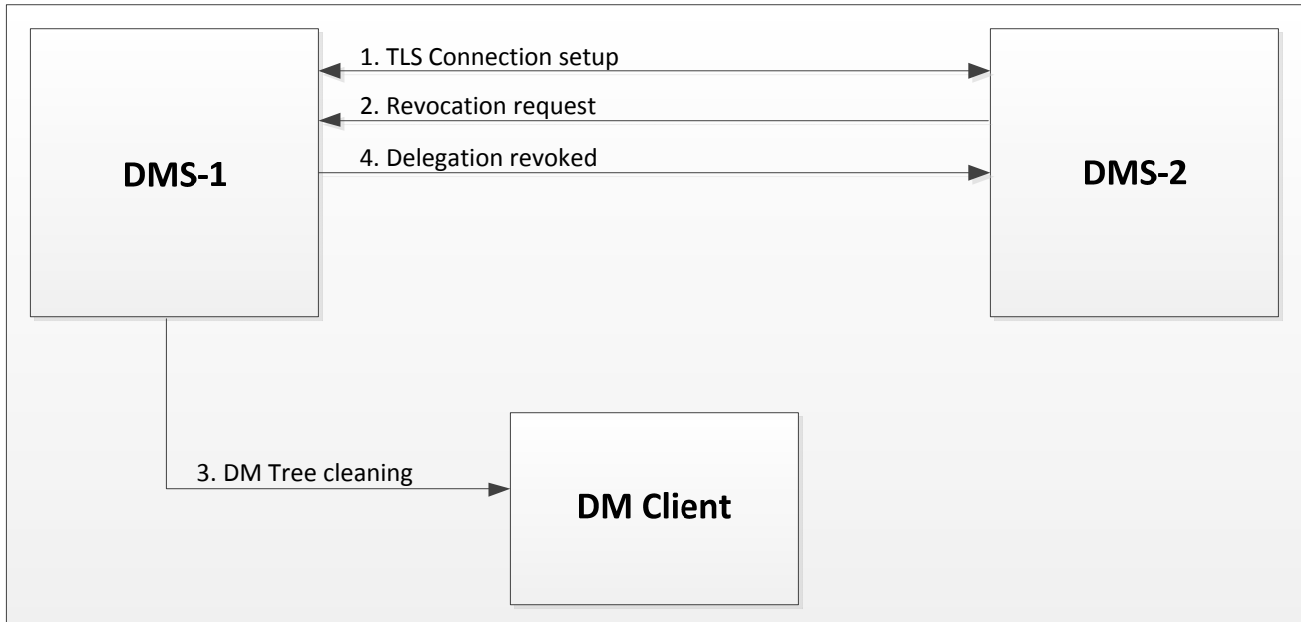 1. TLS Connection setup
2. Revocation request
4. Delegation revoked
DMS-1
DMS-2
3. DM Tree cleaning
DM Client